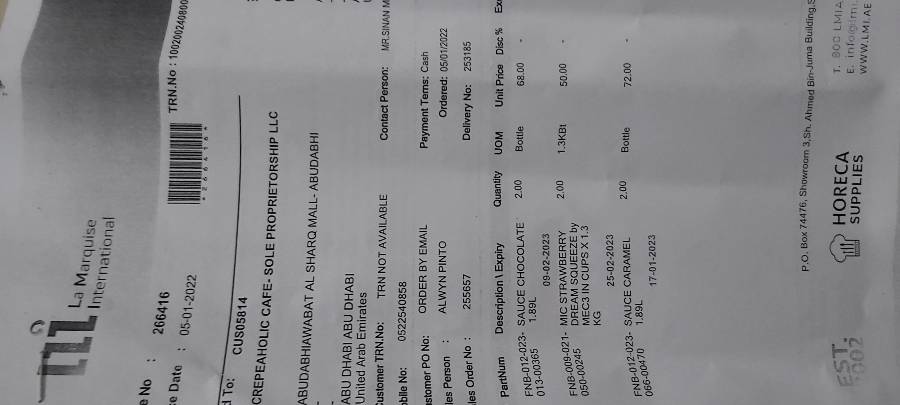 La Marquise
International
e No : 266416
TRN.No : 100200240800
ce Date : 05-01-2022
*266416*
d To:
CUS05814
CREPEAHOLIC CAFE- SOLE PROPRIETORSHIP LLC
ABUDABHIAWABAT AL SHARQ MALL- ABUDABHI
-
ABU DHABI ABU DHABI
United Arab Emirates
ustomer TRN.No: TRN NOT AVAILABLE Contact Person: MR.SINAN M
obile No: 0522540858
ustomer PO No: ORDER BY EMAIL Payment Tems: Cash
les Person : ALWYN PINTO Ordered: 05/01/2022
les Order No : 255657 Delivery No: 253185
PartNum Description \ Expiry Quantity UOM Unit Price Disc % Ex
FNB-012-023- SAUCE CHOCOLATE 2.00 Bottle 68.00 -
013-00365 1.89L
09-02-2023
FNB-009-021- MIC STRAWBERRY 2.00 1.3KBt 50.00 -
050-00245 DREAM SQUEEZE by
MEC3 IN CUPS X 1.3
KG
25-02-2023
FNB-012-023- SAUCE CARAMEL 2.00 Bottle 72.00 -
066-00470 1.89L
17-01-2023
P.O. Box 74476, Showroom 3,Sh. Ahmed Bin-Juma Building,S
EST.
2002
HORECA
SUPPLIES
T. 800 LMIA
E. info@lmi.
WWW.LMI.AE